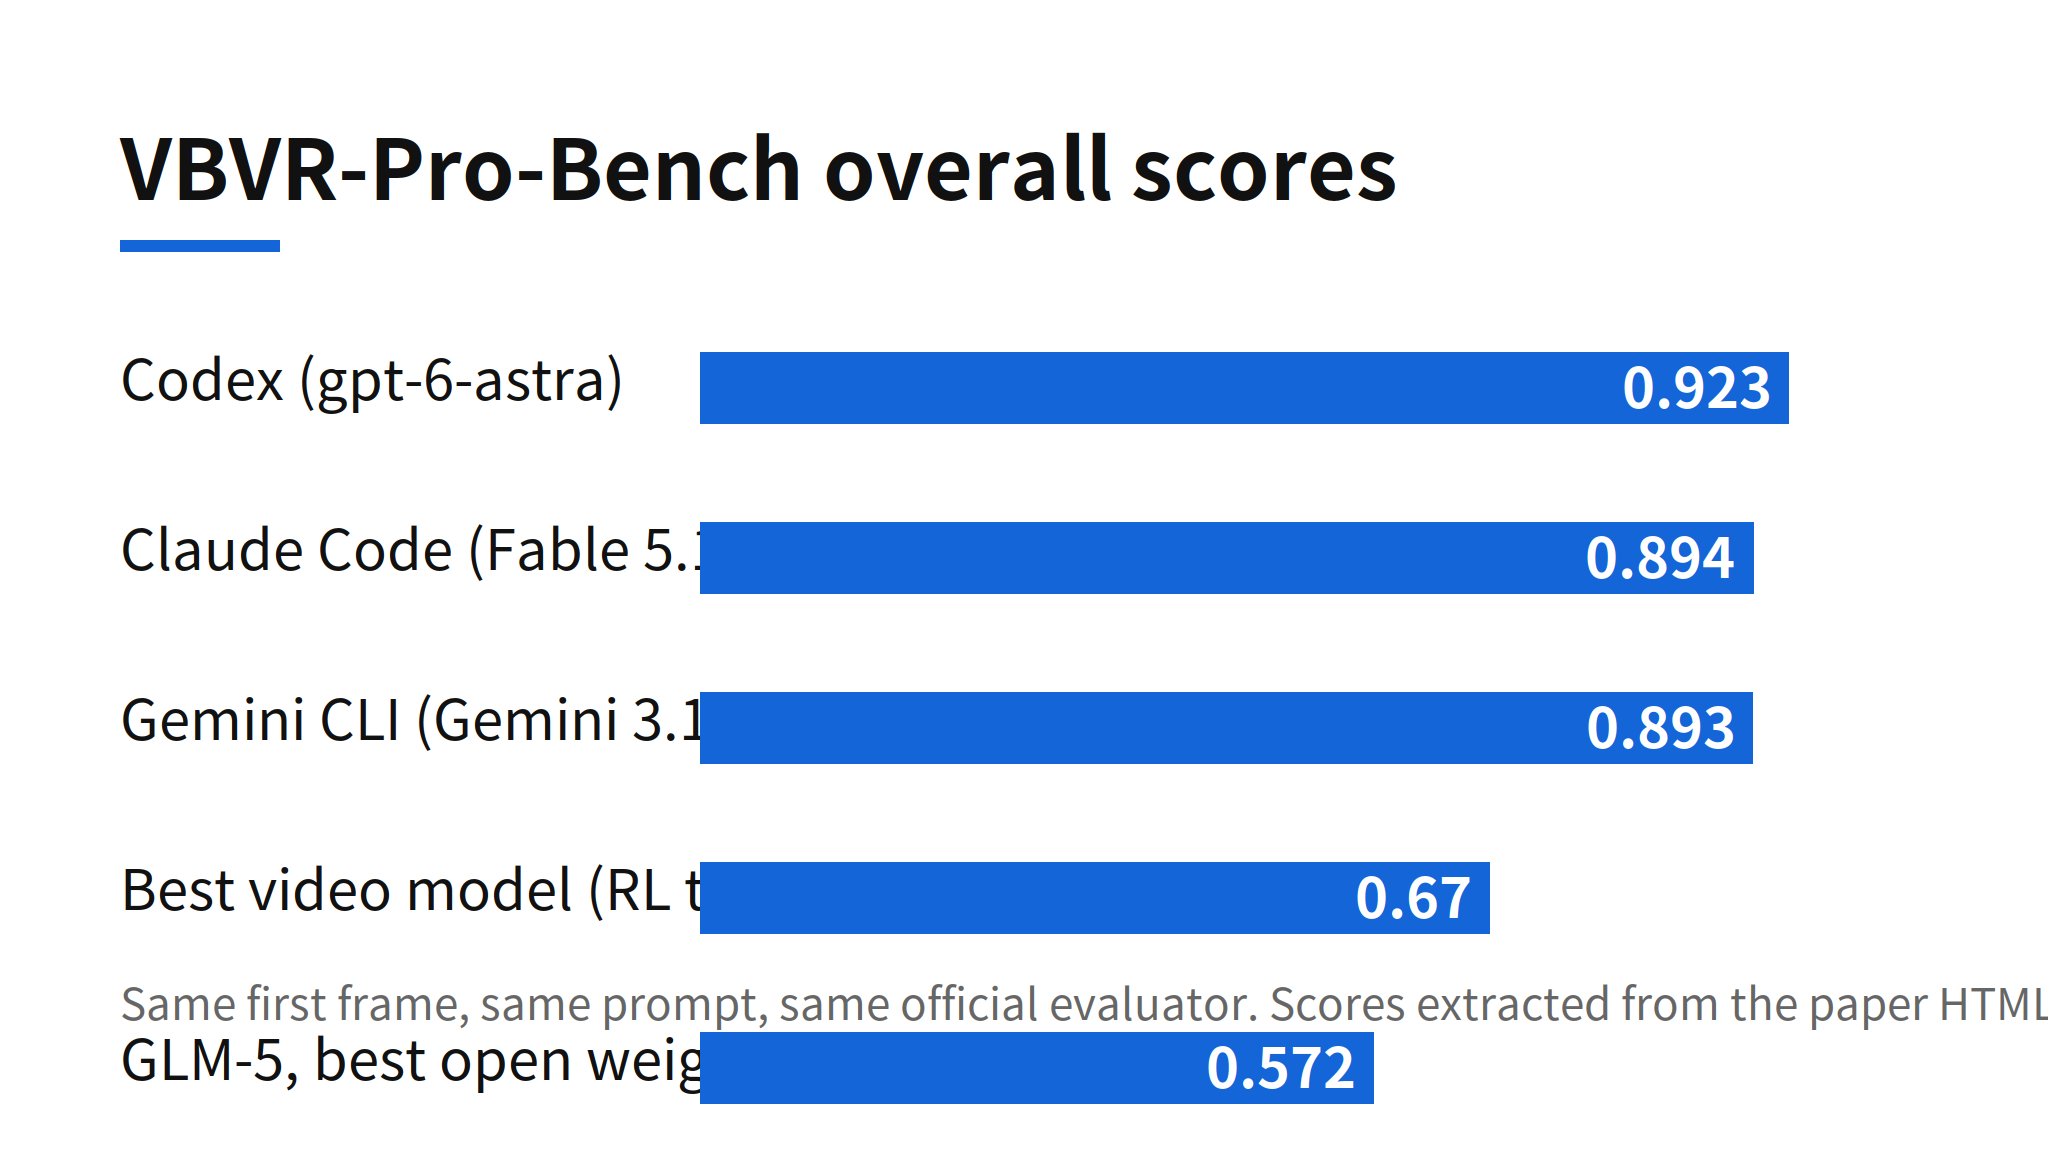 VBVR-Pro-Bench overall scores
Codex (gpt-6-astra) 0.923
Claude Code (Fable 5.1 0.894
Gemini CLI (Gemini 3.1 0.893
Best video model (RL t 0.67
Same first frame, same prompt, same official evaluator. Scores extracted from the paper HTML
GLM-5, best open weig 0.572